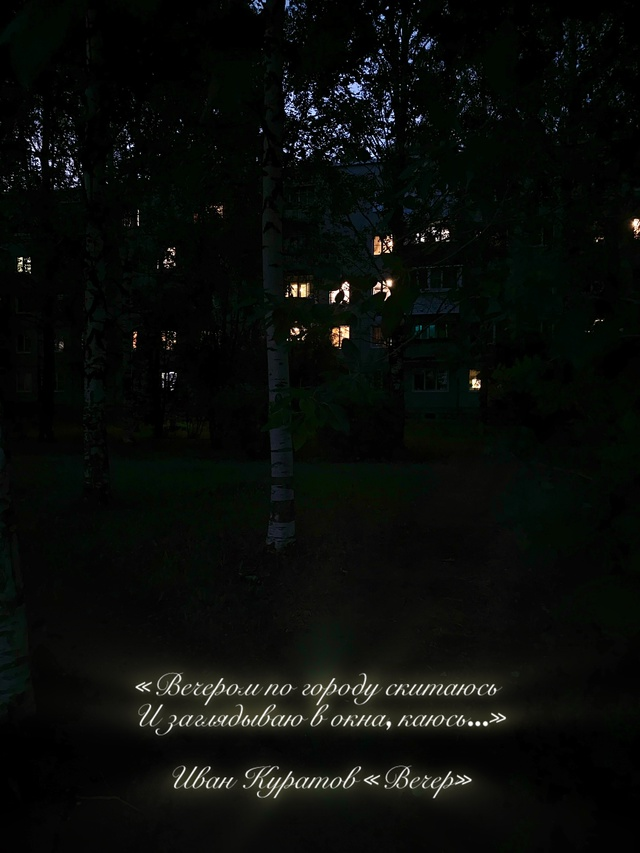 «Вечером по городу скитаюсь
И заглядываю в окна, каюсь...»
Иван Куратов «Вечер»